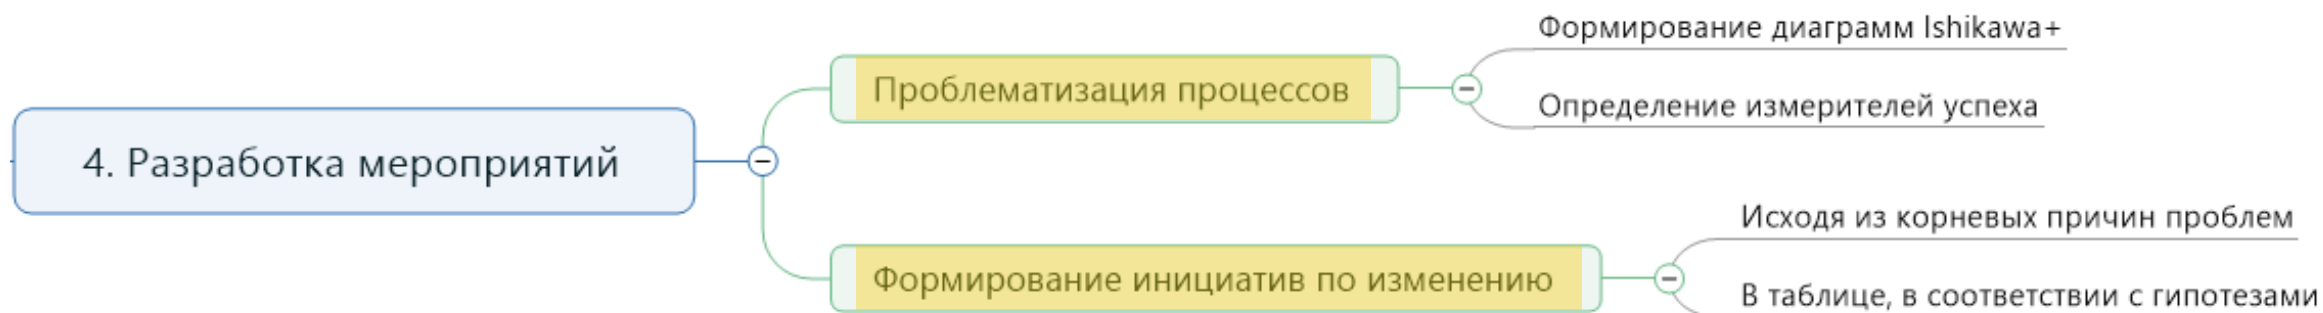 4. Разработка мероприятий
Проблематизация процессов
Формирование диаграмм Ishikawa+
Определение измерителей успеха
Формирование инициатив по изменению
Исходя из корневых причин проблем
В таблице, в соответствии с гипотезами